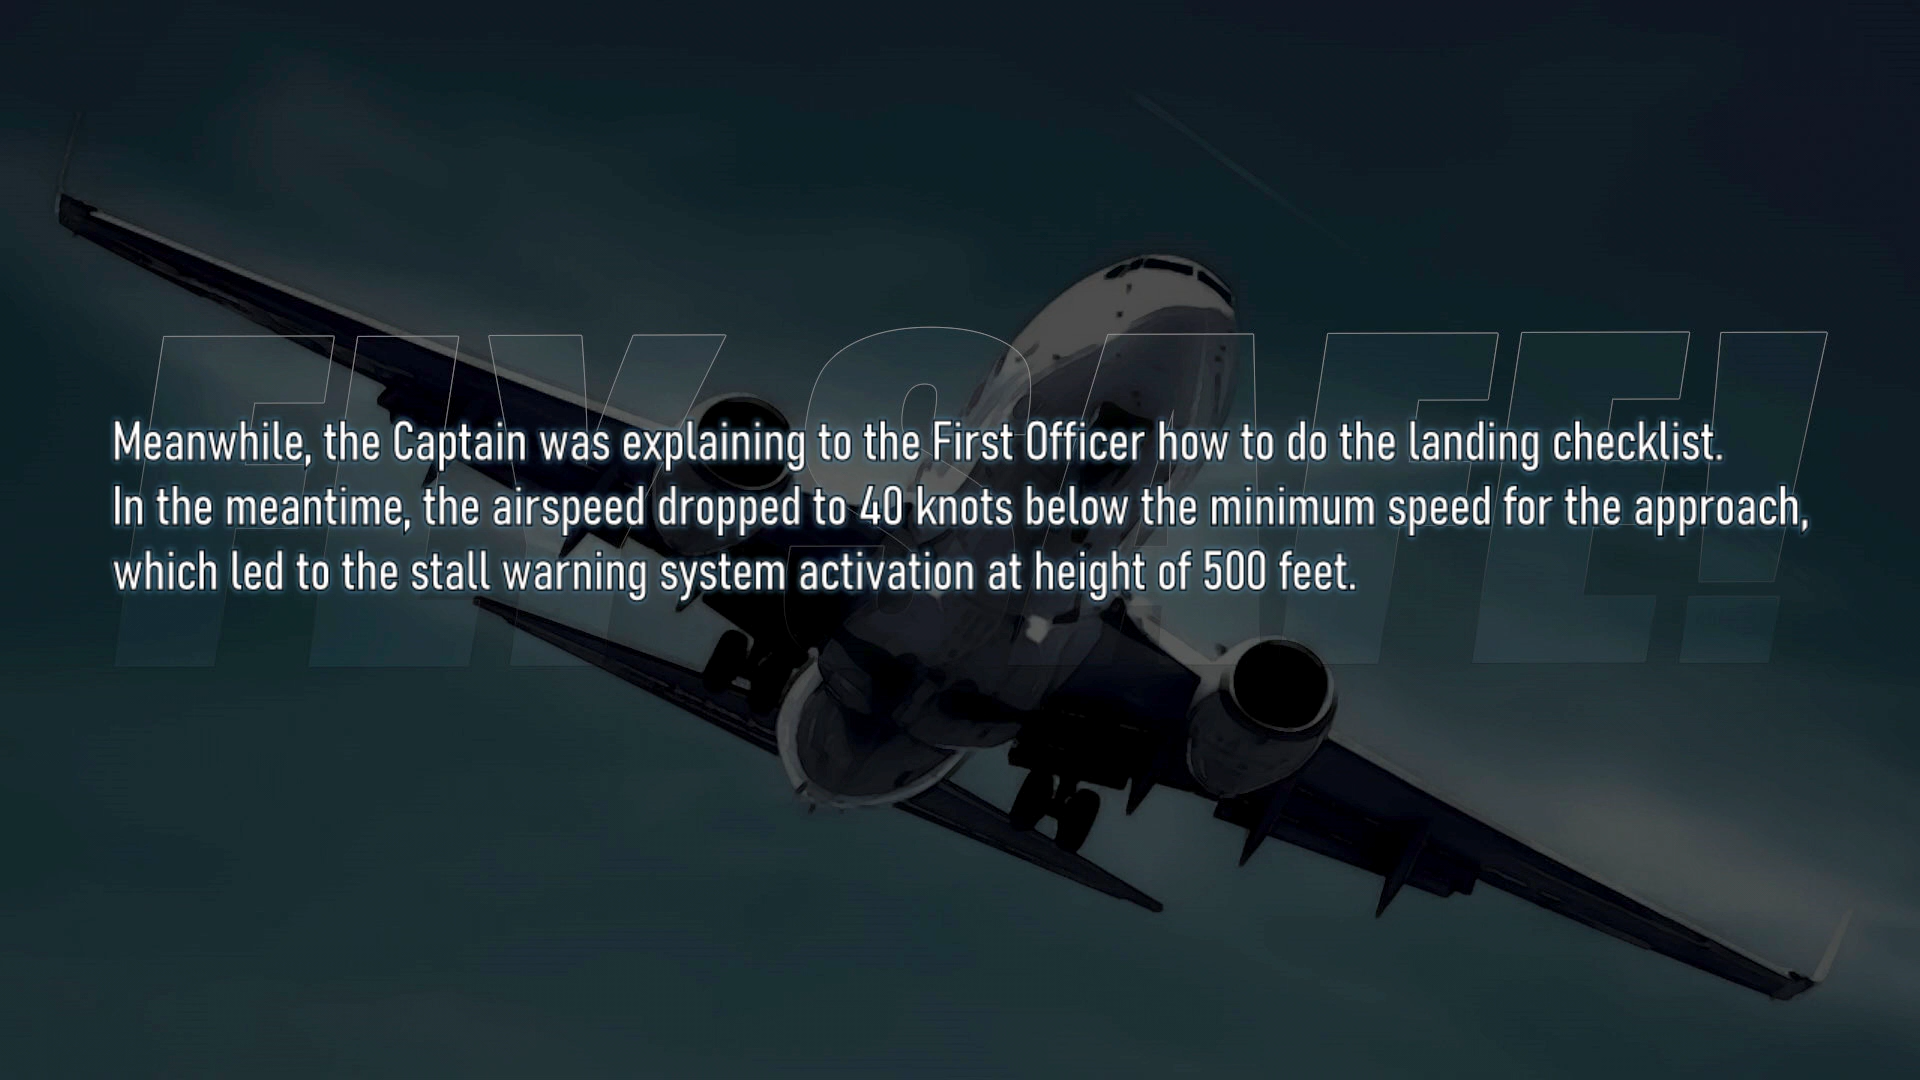 FLY SAFE!
Meanwhile, the Captain was explaining to the First Officer how to do the landing checklist.
In the meantime, the airspeed dropped to 40 knots below the minimum speed for the approach,
which led to the stall warning system activation at height of 500 feet.